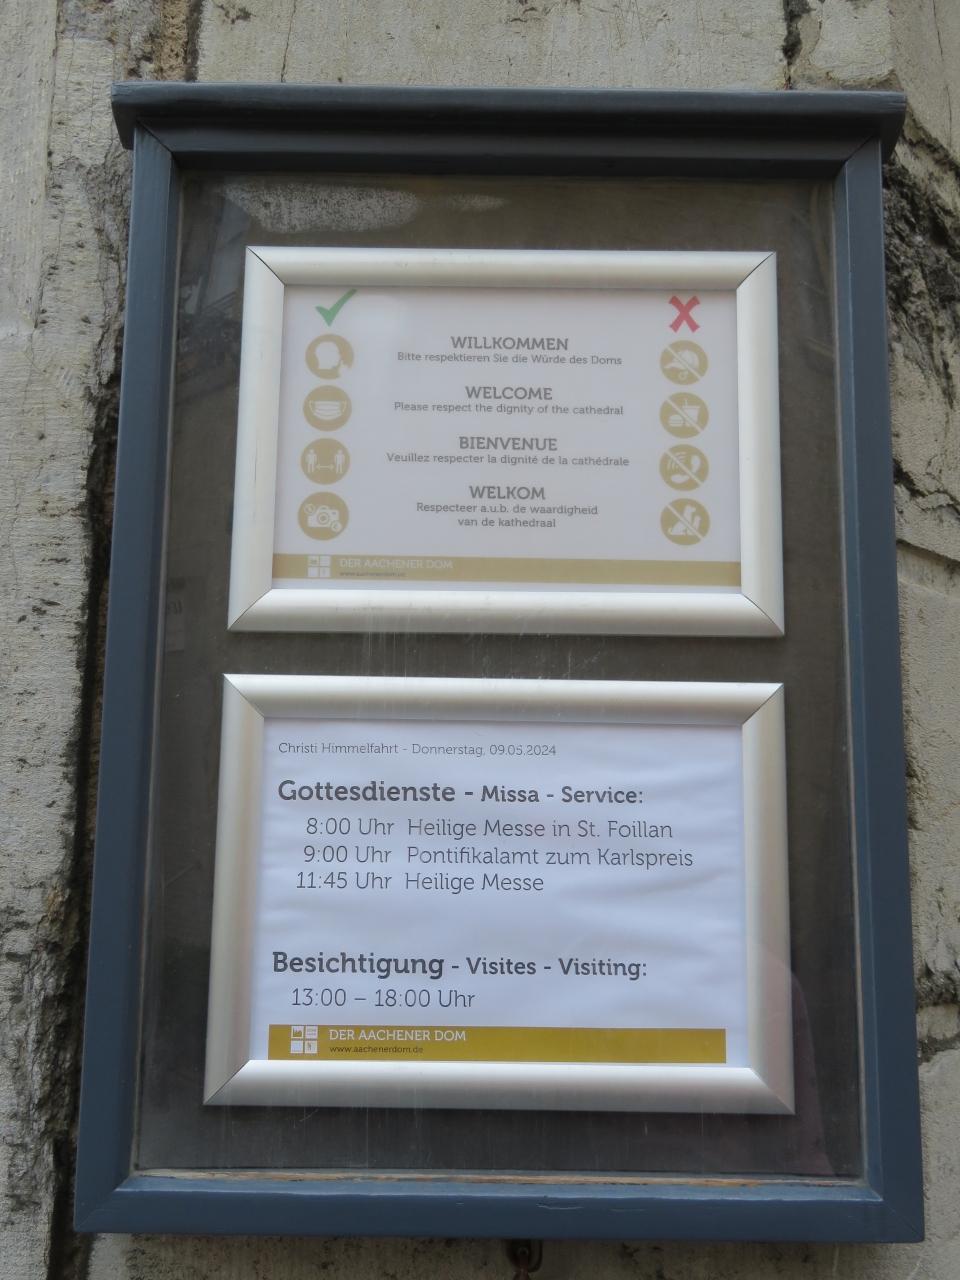 WILLKOMMEN
Bitte respektieren Sie die Würde des Doms
WELCOME
Please respect the dignity of the cathedral
BIENVENUE
Veuillez respecter la dignité de la cathédrale
WELKOM
Respecteer a.u.b. de waardigheid
van de kathedraal
DER AACHENER DOM
www.aachenerdom.de
Christi Himmelfahrt - Donnerstag, 09.05.2024
Gottesdienste - Missa - Service:
8:00 Uhr Heilige Messe in St. Foillan
9:00 Uhr Pontifikalamt zum Karlspreis
11:45 Uhr Heilige Messe
Besichtigung - Visites - Visiting:
13:00 – 18:00 Uhr
DER AACHENER DOM
www.aachenerdom.de